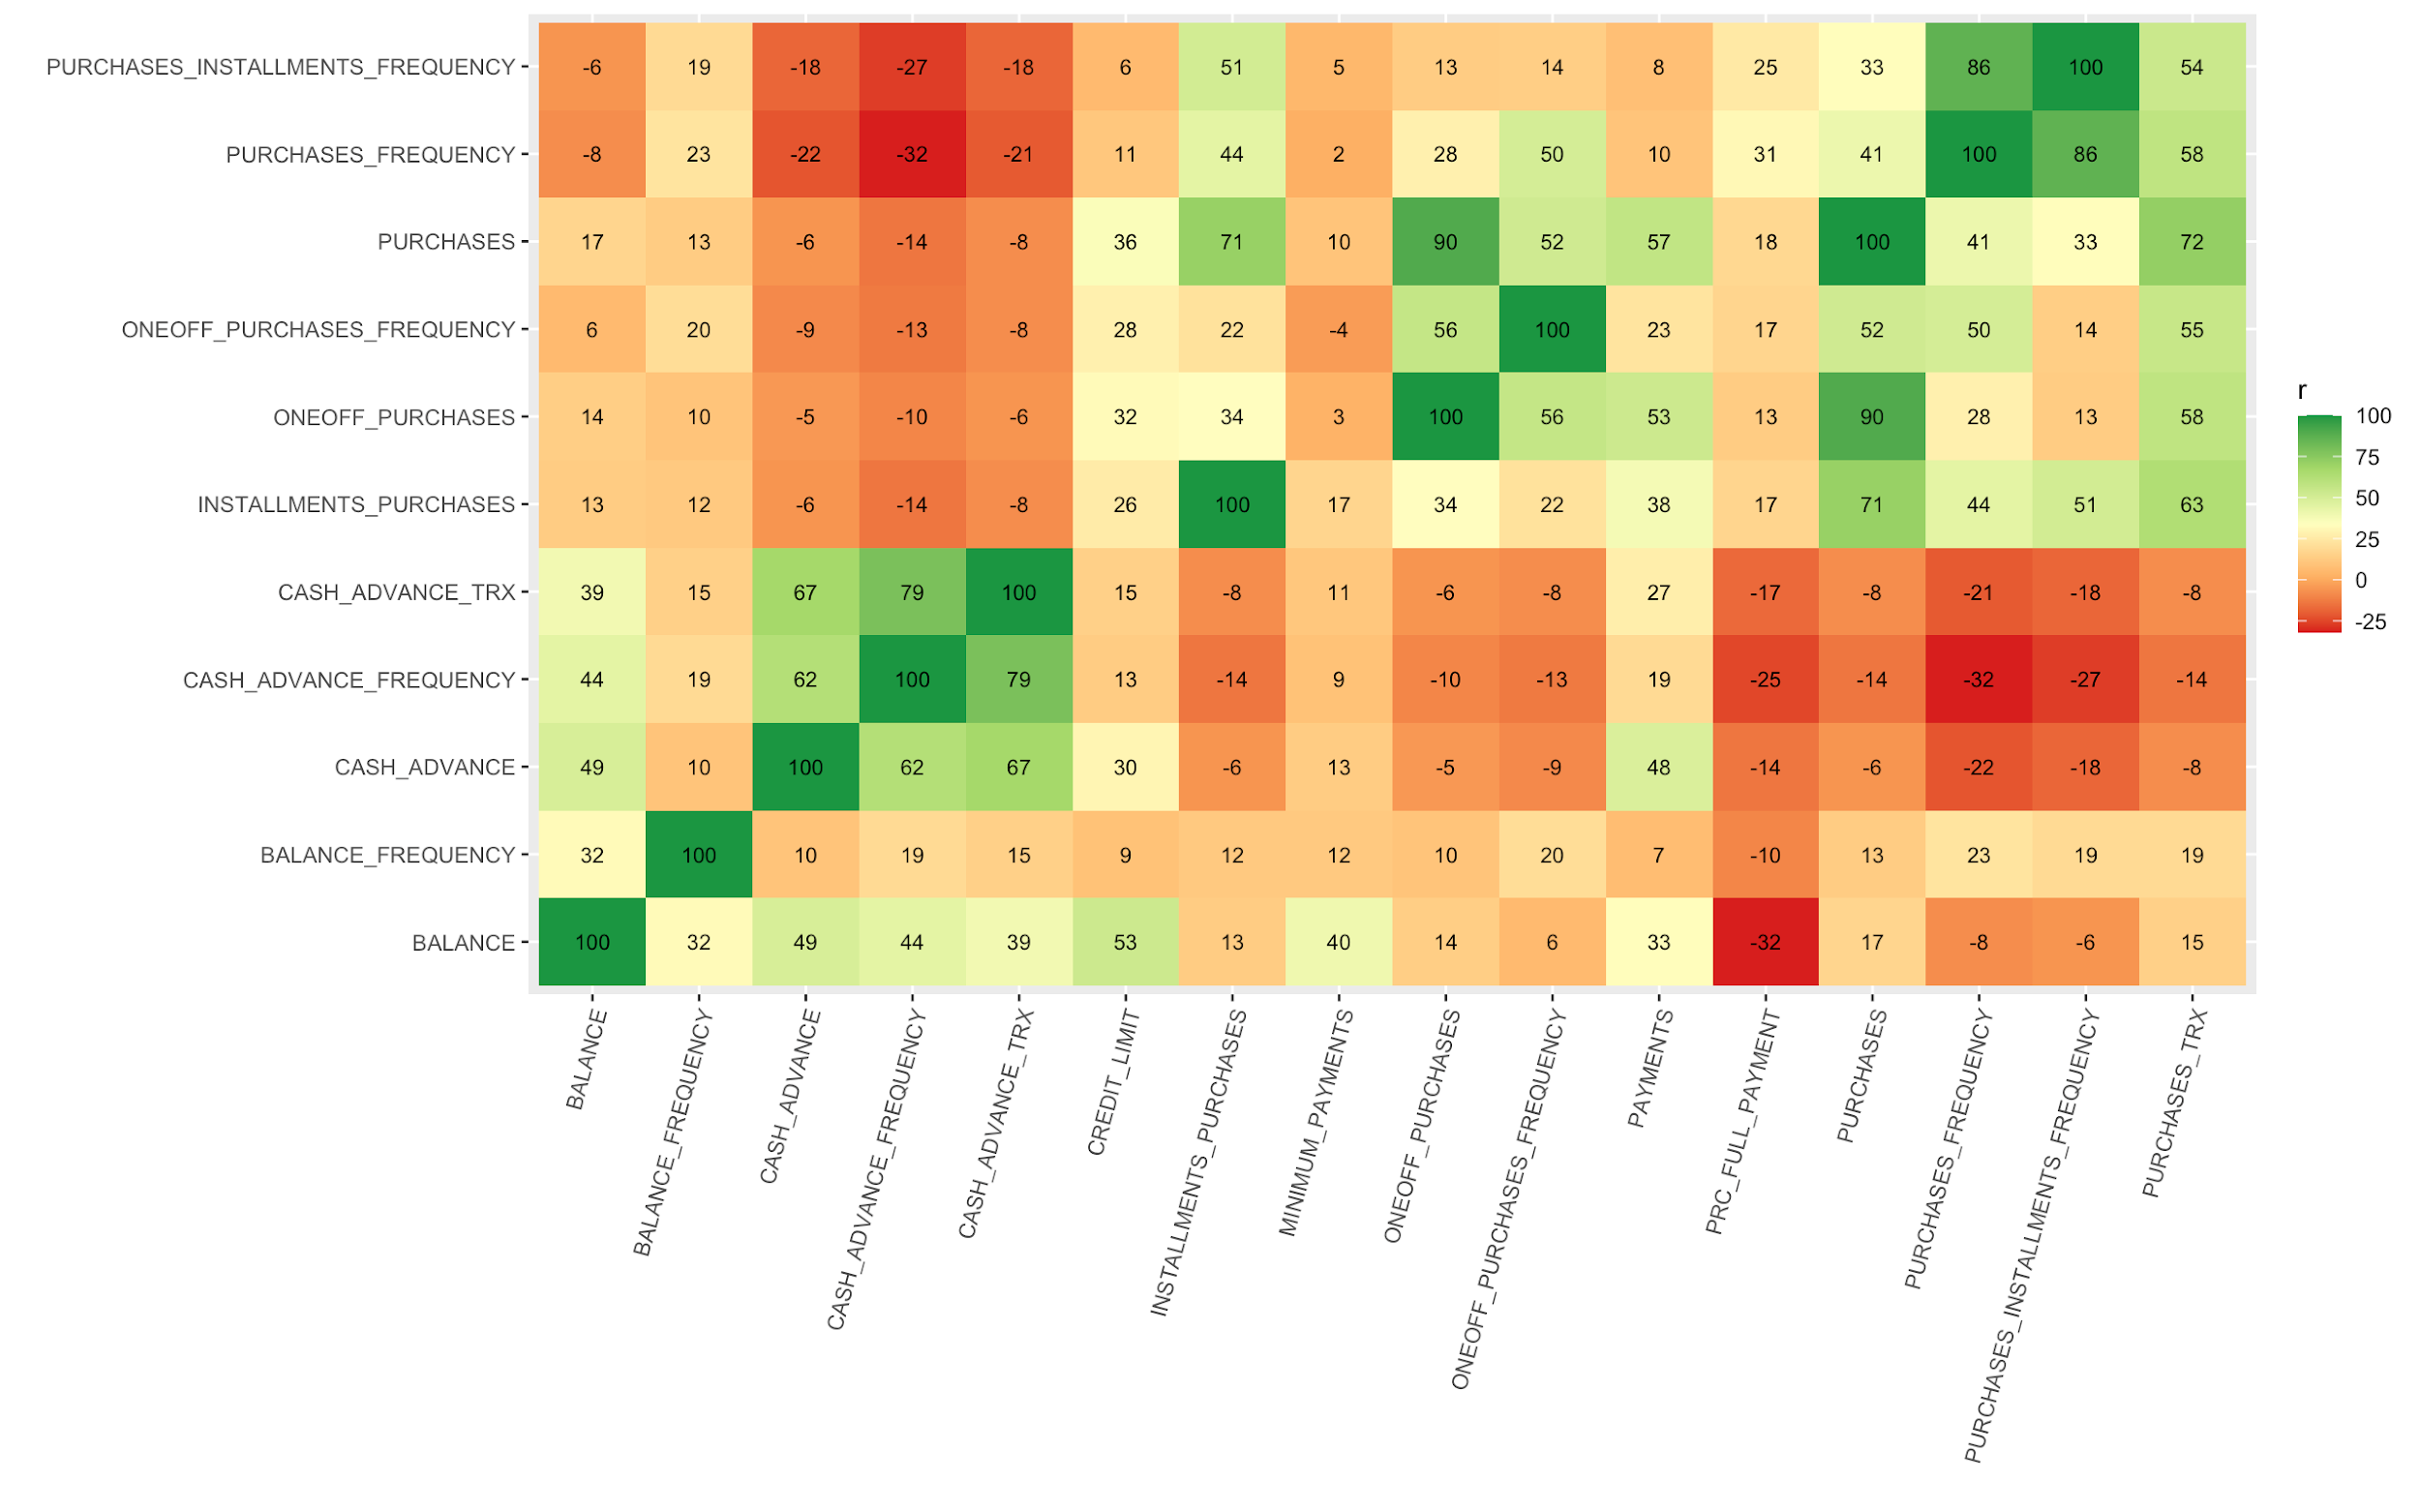 PURCHASES_INSTALLMENTS_FREQUENCY -6 19 -18 -27 -18 6 51 5 13 14 8 25 33 86 100 54
PURCHASES_FREQUENCY -8 23 -22 -32 -21 11 44 2 28 50 10 31 41 100 86 58
PURCHASES 17 13 -6 -14 -8 36 71 10 90 52 57 18 100 41 33 72
ONEOFF_PURCHASES_FREQUENCY 6 20 -9 -13 -8 28 22 -4 56 100 23 17 52 50 14 55
ONEOFF_PURCHASES 14 10 -5 -10 -6 32 34 3 100 56 53 13 90 28 13 58
INSTALLMENTS_PURCHASES 13 12 -6 -14 -8 26 100 17 34 22 38 17 71 44 51 63
CASH_ADVANCE_TRX 39 15 67 79 100 15 -8 11 -6 -8 27 -17 -8 -21 -18 -8
CASH_ADVANCE_FREQUENCY 44 19 62 100 79 13 -14 9 -10 -13 19 -25 -14 -32 -27 -14
CASH_ADVANCE 49 10 100 62 67 30 -6 13 -5 -9 48 -14 -6 -22 -18 -8
BALANCE_FREQUENCY 32 100 10 19 15 9 12 12 10 20 7 -10 13 23 19 19
BALANCE 100 32 49 44 39 53 13 40 14 6 33 -32 17 -8 -6 15
BALANCE
BALANCE_FREQUENCY
CASH_ADVANCE
CASH_ADVANCE_FREQUENCY
CASH_ADVANCE_TRX
CREDIT_LIMIT
INSTALLMENTS_PURCHASES
MINIMUM_PAYMENTS
ONEOFF_PURCHASES
ONEOFF_PURCHASES_FREQUENCY
PAYMENTS
PRC_FULL_PAYMENT
PURCHASES
PURCHASES_FREQUENCY
PURCHASES_INSTALLMENTS_FREQUENCY
PURCHASES_TRX
r
100
75
50
25
0
-25